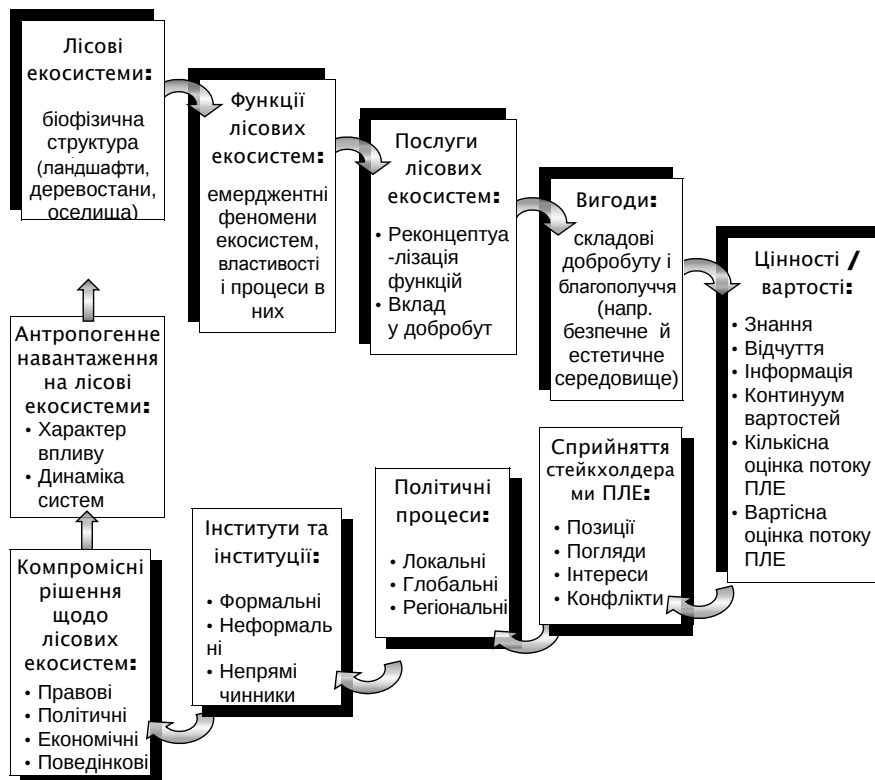 Лісові
екосистеми:
біофізична
структура
(ландшафти,
деревостани,
оселища)
Функції
лісових
екосистем:
емерджентні
феномени
екосистем,
властивості
і процеси в
них
Послуги
лісових
екосистем:
• Реконцептуа
-лізація
функцій
• Вклад
у добробут
Вигоди:
складові
добробуту і
благополуччя
(напр.
безпечне й
естетичне
середовище)
Цінності /
вартості:
• Знання
• Відчуття
• Інформація
• Континуум
вартостей
• Кількісна
оцінка потоку
ПЛЕ
• Вартісна
оцінка потоку
ПЛЕ
Сприйняття
стейкхолдера
ми ПЛЕ:
• Позиції
• Погляди
• Інтереси
• Конфлікти
Політичні
процеси:
• Локальні
• Глобальні
• Регіональні
Інститути та
інституції:
• Формальні
• Неформаль
ні
• Непрямі
чинники
Компромісні
рішення
щодо
лісових
екосистем:
• Правові
• Політичні
• Економічні
• Поведінкові
Антропогенне
навантаження
на лісові
екосистеми:
• Характер
впливу
• Динаміка
систем